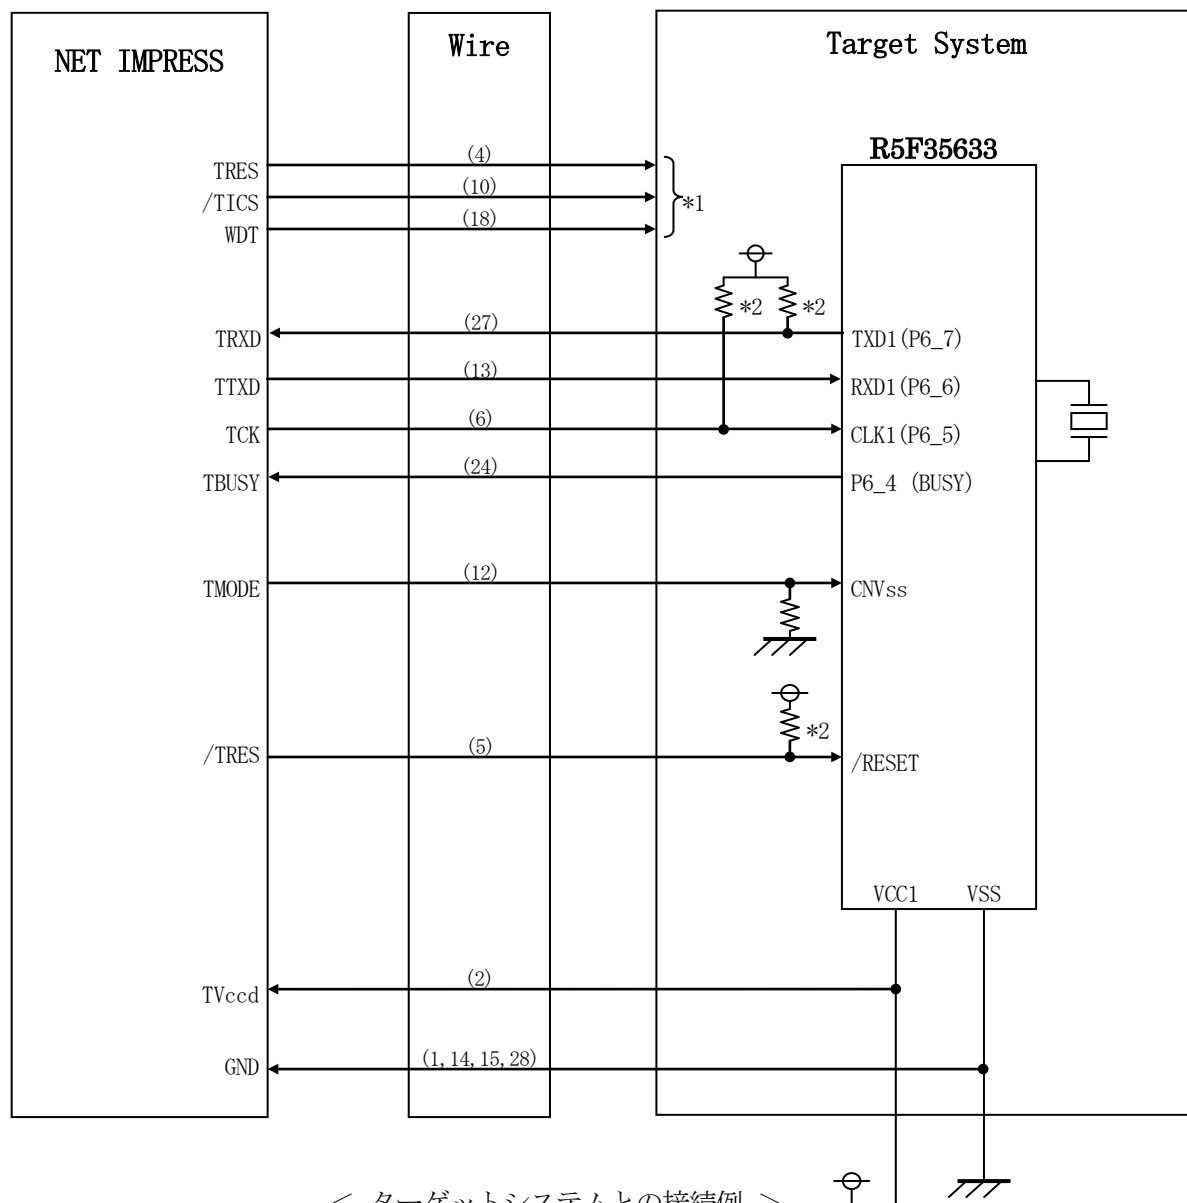 NET IMPRESS
Wire
Target System
R5F35633
TRES
(4)
/TICS
(10)
*1
WDT
(18)
*2
*2
TRXD
(27)
TXD1(P6_7)
TTXD
(13)
RXD1(P6_6)
TCK
(6)
CLK1(P6_5)
TBUSY
(24)
P6_4 (BUSY)
TMODE
(12)
CNVss
*2
/TRES
(5)
/RESET
VCC1
VSS
TVccd
(2)
GND
(1,14,15,28)
＜ ターゲットシステムとの接続例 ＞